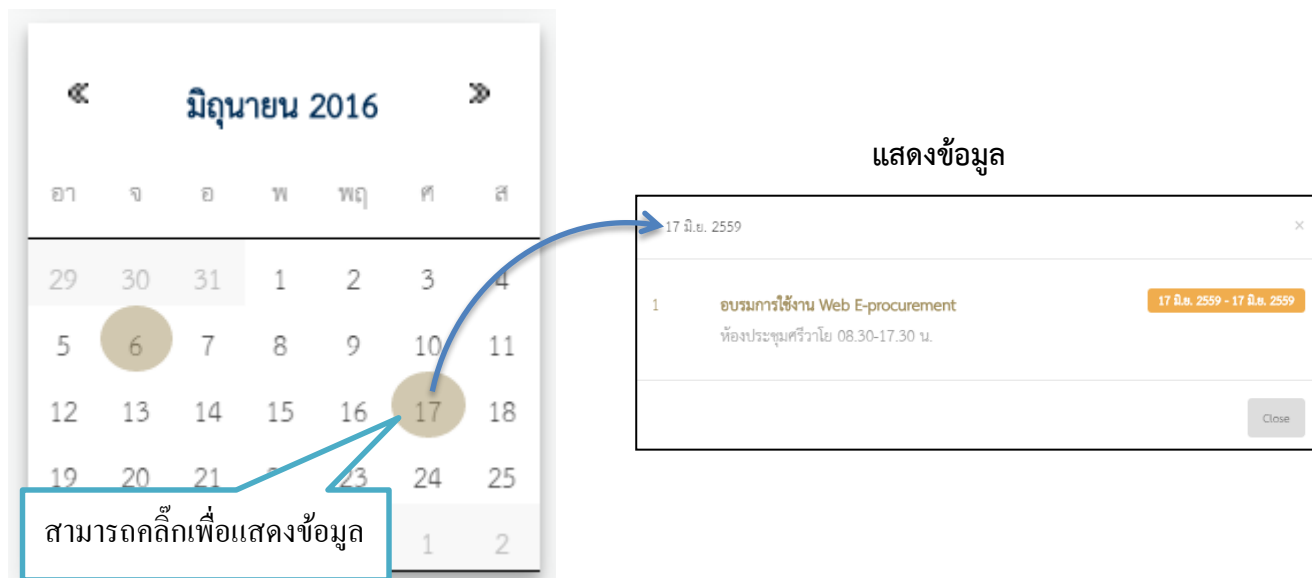 «
มิถุนายน 2016
»
อา จ อ พ พฤ ศ ส
29 30 31 1 2 3 4
5 6 7 8 9 10 11
12 13 14 15 16 17 18
19 20 21 23 24 25
สามารถคลิ๊กเพื่อแสดงข้อมูล
1 2
แสดงข้อมูล
17 มิ.ย. 2559
×
1 อบรมการใช้งาน Web E-procurement 17 มิ.ย. 2559 - 17 มิ.ย. 2559
ห้องประชุมศรีวาโย 08.30-17.30 น.
Close